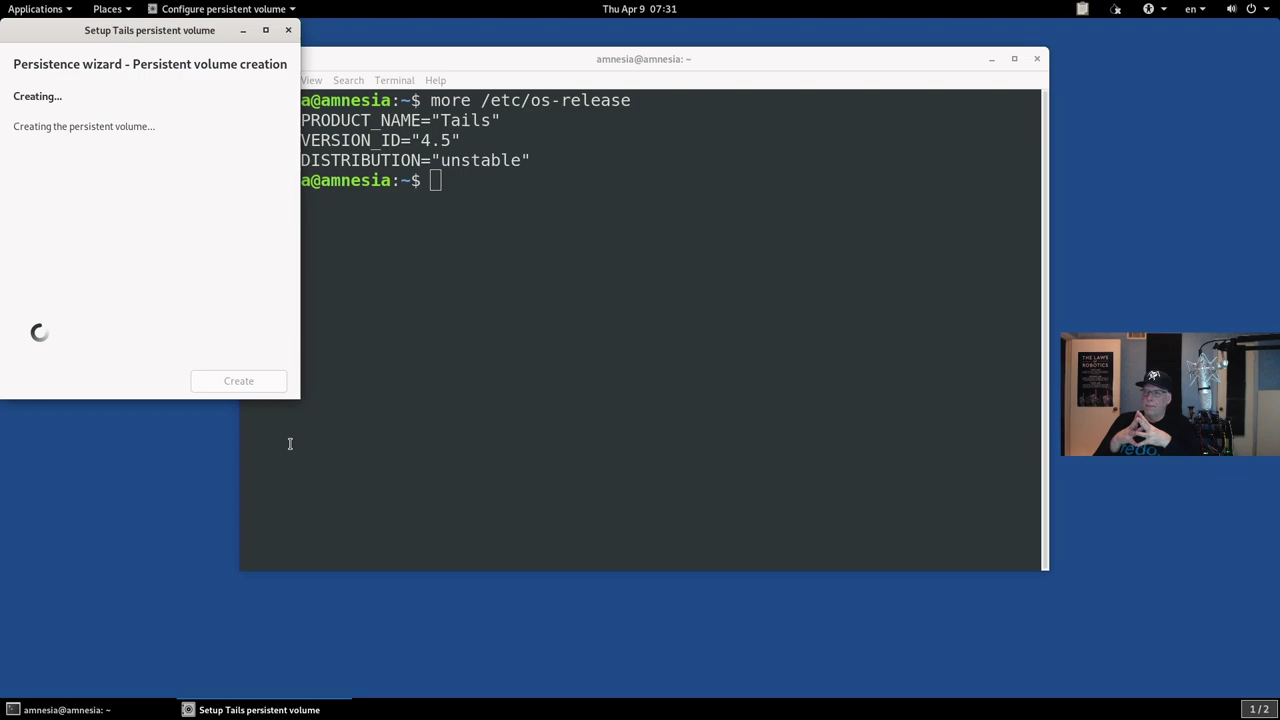 Applications
Places
Configure persistent volume
Thu Apr 9 07:31
en
Setup Tails persistent volume
Persistence wizard - Persistent volume creation
Creating...
Creating the persistent volume...
Create
amnesia@amnesia: ~
View
Search
Terminal
Help
a@amnesia:~$ more /etc/os-release
PRODUCT_NAME="Tails"
VERSION_ID="4.5"
DISTRIBUTION="unstable"
a@amnesia:~$
THE LAWS
OF
ROBOTICS
amnesia@amnesia: ~
Setup Tails persistent volume
1 / 2